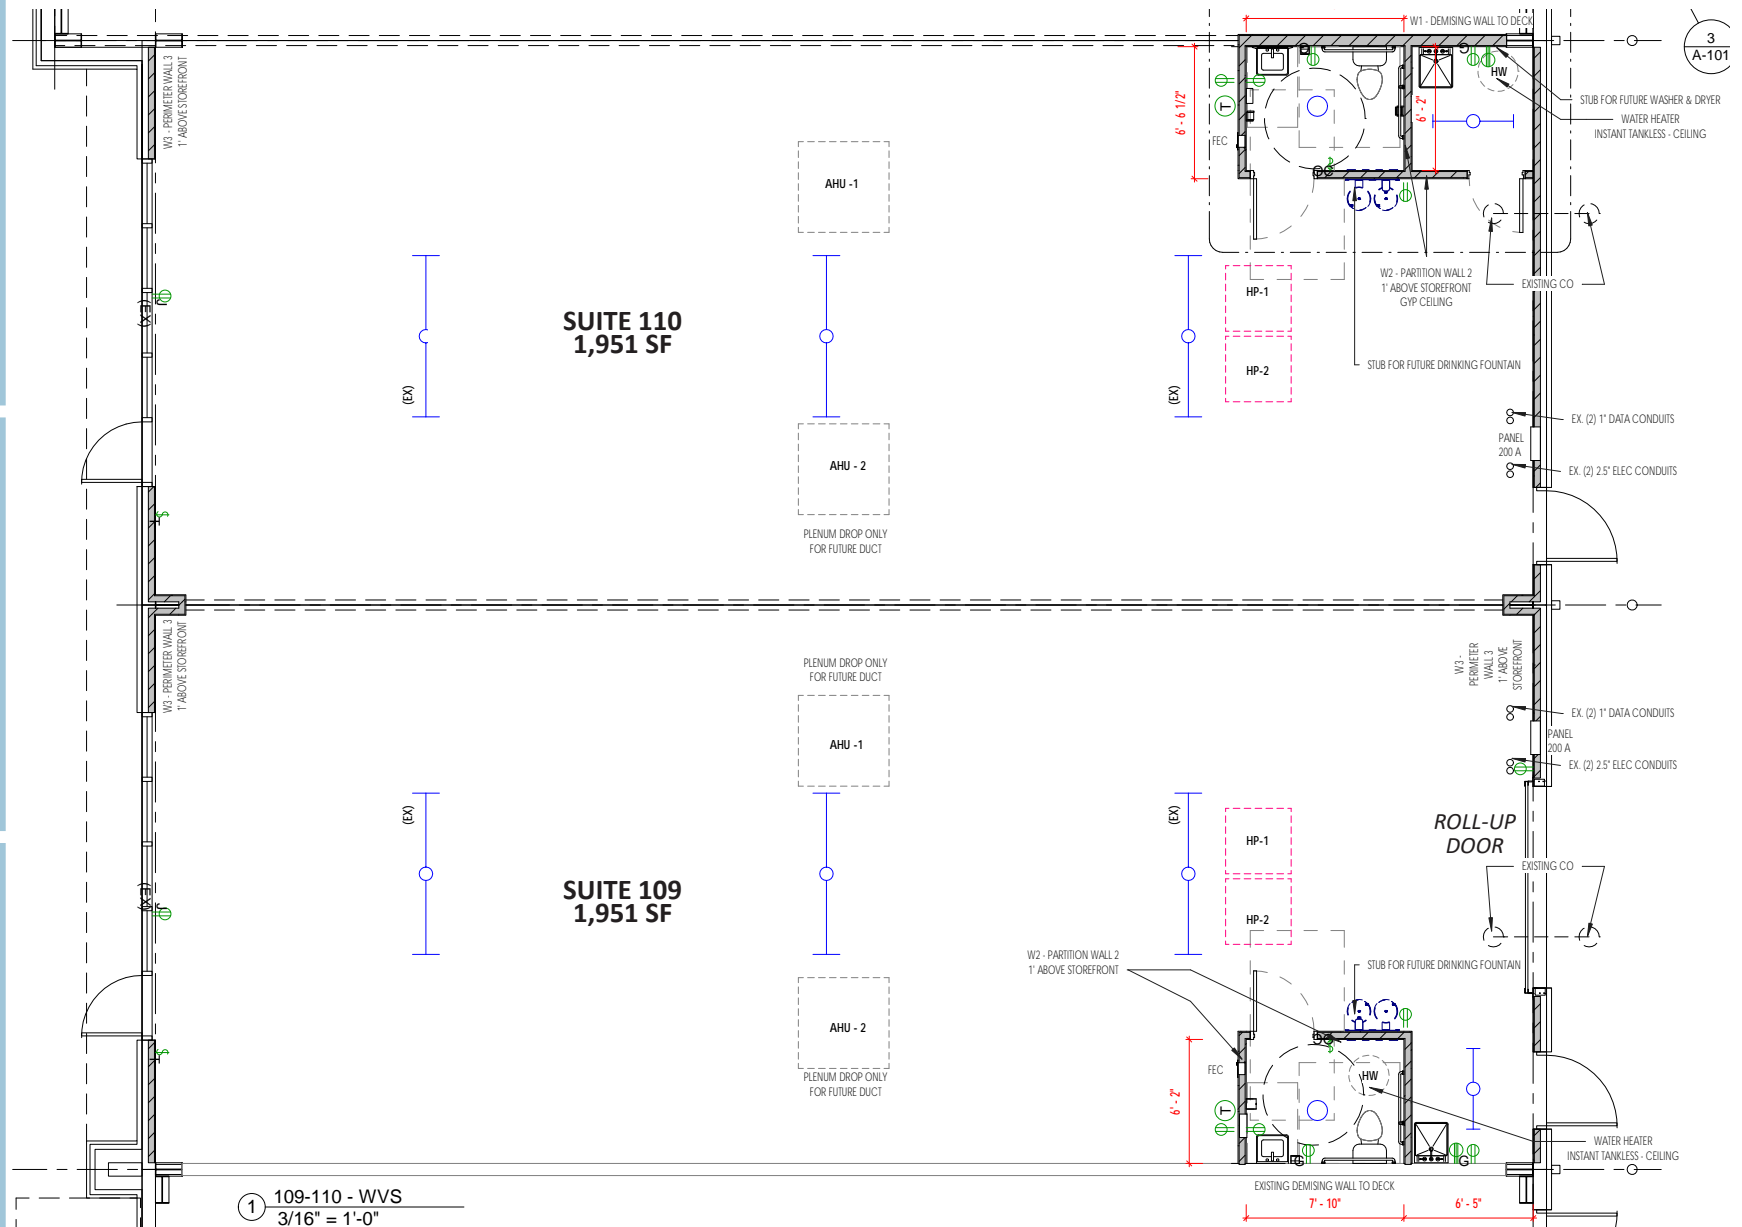 W1 - DEMISING WALL TO DECK
3
A-101
W3 - PERIMETER WALL 3
1' ABOVE STOREFRONT
HW
6' - 6 1/2"
6' - 2"
T
FEC
G
STUB FOR FUTURE WASHER & DRYER
WATER HEATER
INSTANT TANKLESS - CEILING
AHU -1
W2 - PARTITION WALL 2
1' ABOVE STOREFRONT
GYP CEILING
EXISTING CO
HP-1
(EX)
J
SUITE 110
1,951 SF
HP-2
STUB FOR FUTURE DRINKING FOUNTAIN
(EX)
(EX)
EX. (2) 1" DATA CONDUITS
PANEL
200 A
EX. (2) 2.5" ELEC CONDUITS
AHU - 2
PLENUM DROP ONLY
FOR FUTURE DUCT
W3 - PERIMETER WALL 3
1' ABOVE STOREFRONT
W3 -
PERIMETER
WALL 3
1' ABOVE
STOREFRONT
PLENUM DROP ONLY
FOR FUTURE DUCT
EX. (2) 1" DATA CONDUITS
PANEL
200 A
AHU -1
EX. (2) 2.5" ELEC CONDUITS
(EX)
(EX)
ROLL-UP
DOOR
HP-1
EXISTING CO
SUITE 109
1,951 SF
(EX)
J
HP-2
W2 - PARTITION WALL 2
1' ABOVE STOREFRONT
STUB FOR FUTURE DRINKING FOUNTAIN
AHU - 2
PLENUM DROP ONLY
FOR FUTURE DUCT
FEC
HW
6' - 2"
T
G
G
WATER HEATER
INSTANT TANKLESS - CEILING
EXISTING DEMISING WALL TO DECK
7' - 10"
6' - 5"
1
109-110 - WVS
3/16" = 1'-0"